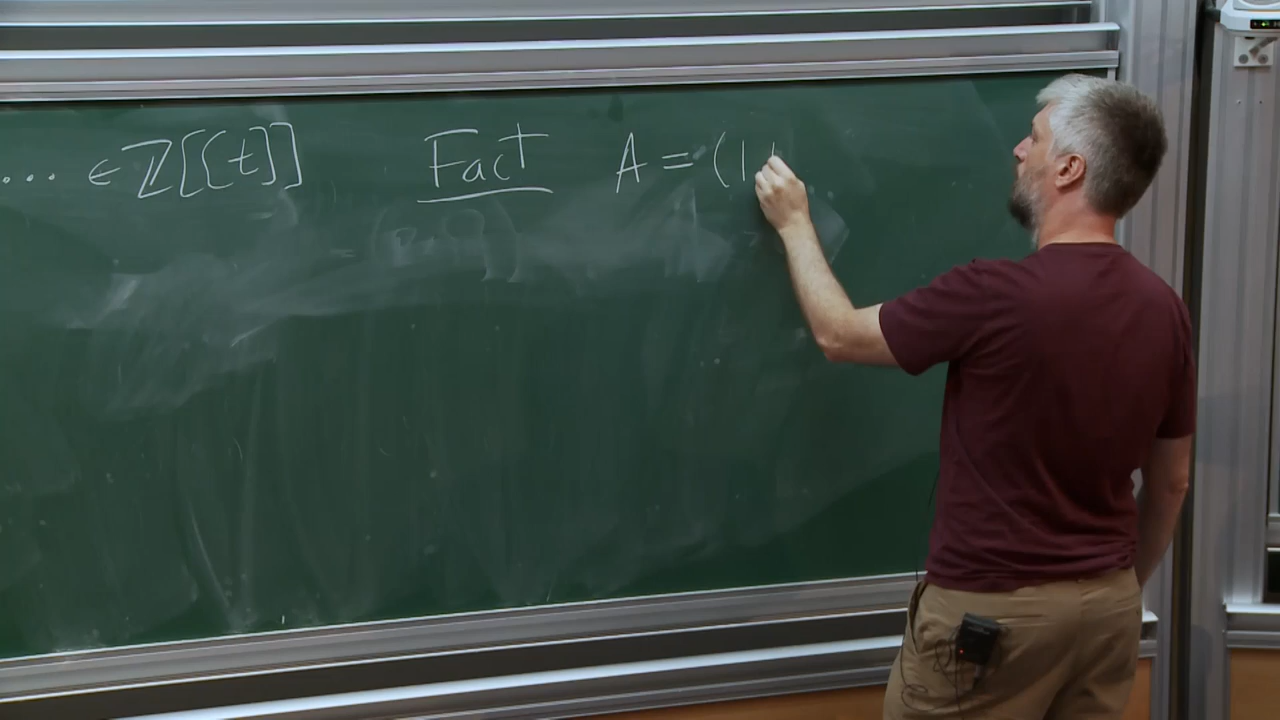 ... ∈ ℤ[[t]] Fact A = (1